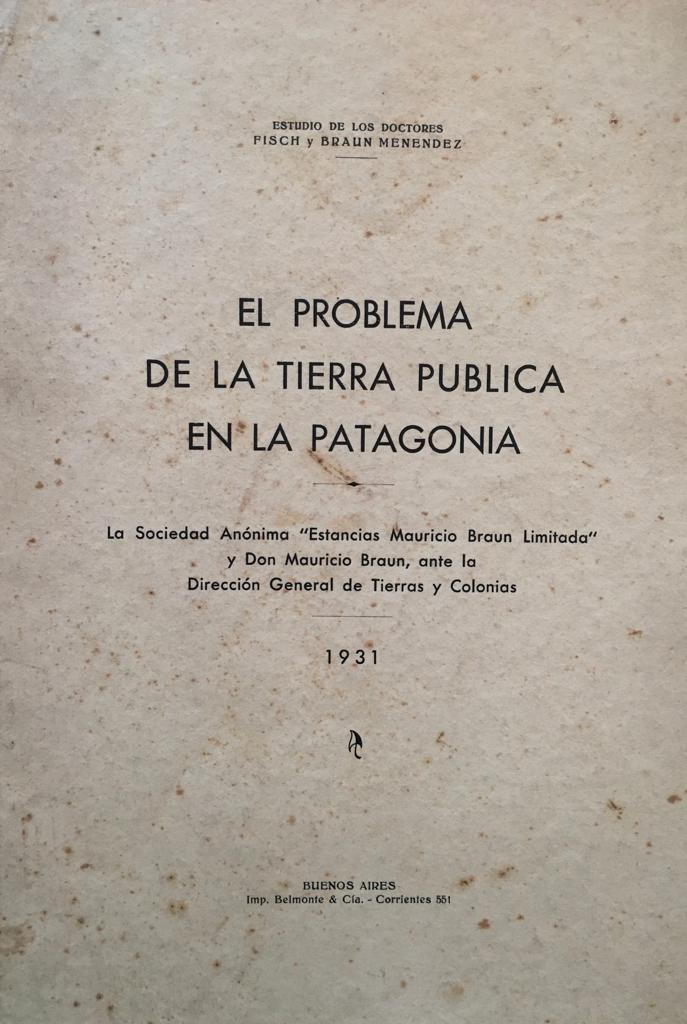 ESTUDIO DE LOS DOCTORES
FISCH y BRAUN MENENDEZ
EL PROBLEMA
DE LA TIERRA PUBLICA
EN LA PATAGONIA
La Sociedad Anónima "Estancias Mauricio Braun Limitada"
y Don Mauricio Braun, ante la
Dirección General de Tierras y Colonias
1931
BUENOS AIRES
Imp. Belmonte & Cía. - Corrientes 551